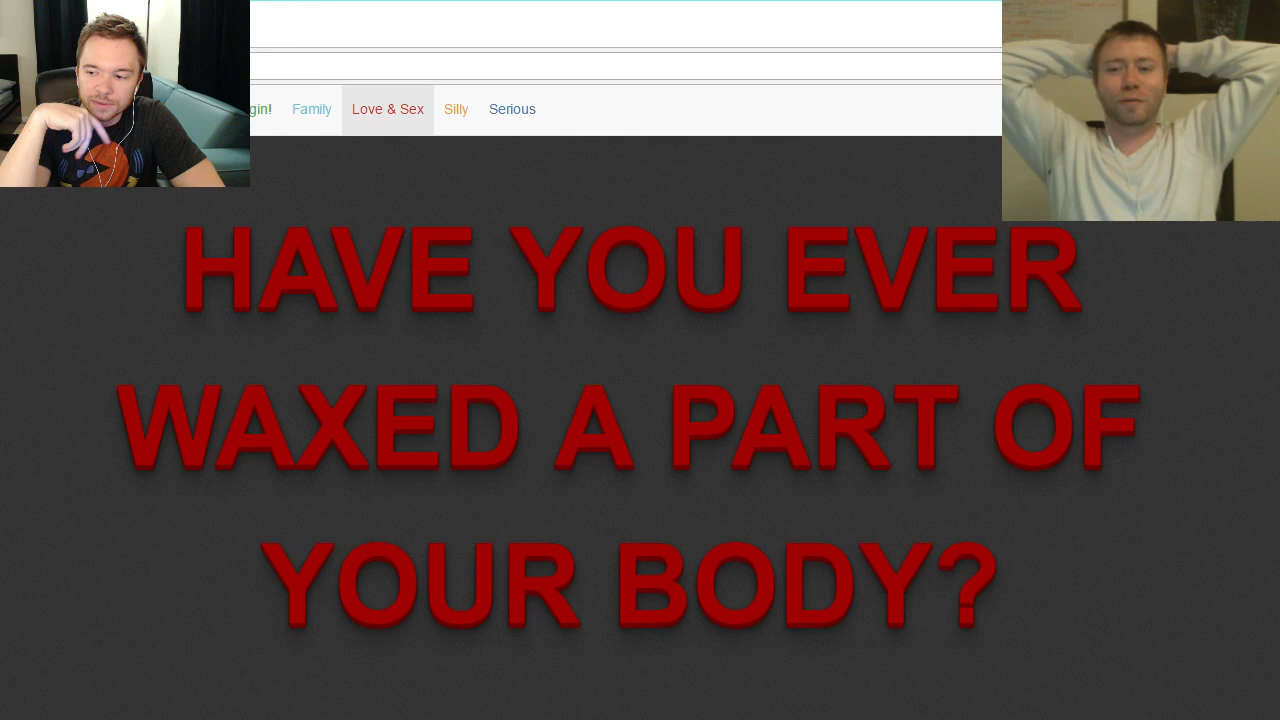 gin! Family Love & Sex Silly Serious
HAVE YOU EVER
WAXED A PART OF
YOUR BODY?